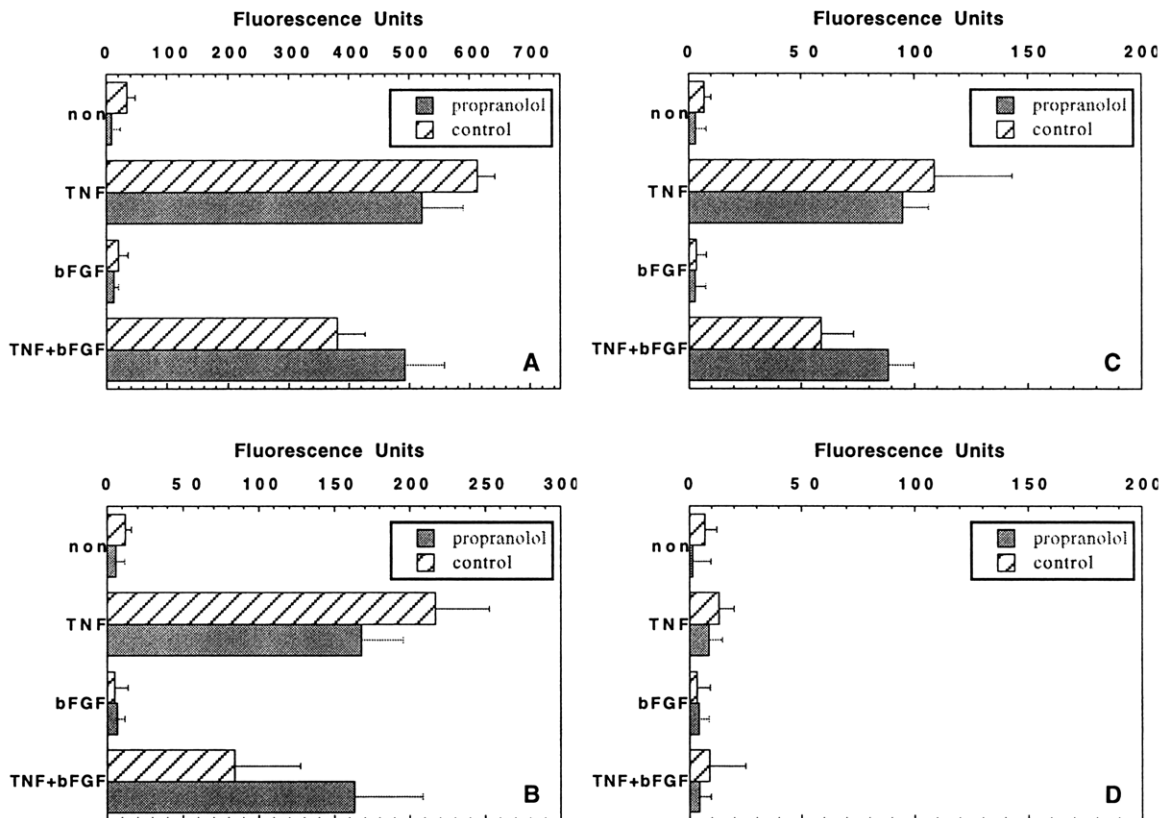 Fluorescence Units
0 100 200 300 400 500 600 700
non
TNF
bFGF
TNF+bFGF
propranolol
control
A
Fluorescence Units
0 50 100 150 200
non
TNF
bFGF
TNF+bFGF
propranolol
control
C
Fluorescence Units
0 50 100 150 200 250 300
non
TNF
bFGF
TNF+bFGF
propranolol
control
B
Fluorescence Units
0 50 100 150 200
non
TNF
bFGF
TNF+bFGF
propranolol
control
D